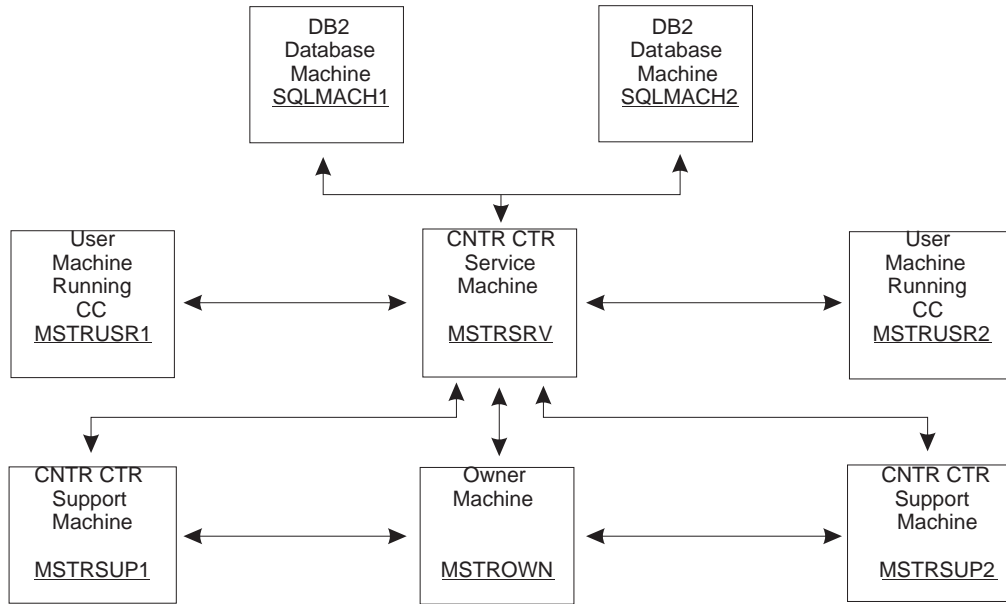 DB2
Database
Machine
SQLMACH1
DB2
Database
Machine
SQLMACH2
User
Machine
Running
CC
MSTRUSR1
CNTR CTR
Service
Machine
MSTRSRV
User
Machine
Running
CC
MSTRUSR2
CNTR CTR
Support
Machine
MSTRSUP1
Owner
Machine
MSTROWN
CNTR CTR
Support
Machine
MSTRSUP2